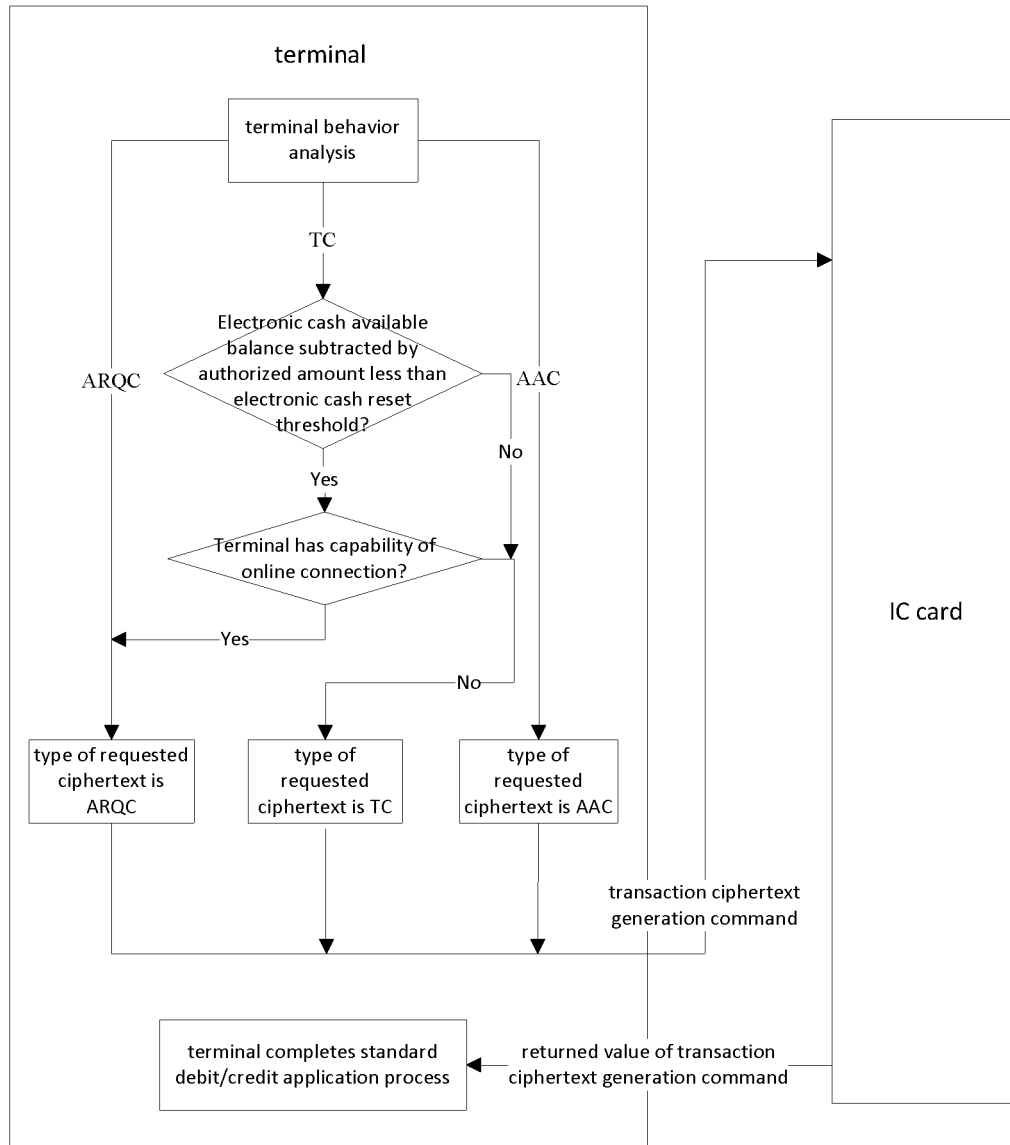 terminal
terminal behavior
analysis
TC
Electronic cash available
balance subtracted by
authorized amount less than
electronic cash reset
threshold?
ARQC
AAC
No
Yes
Terminal has capability of
online connection?
Yes
No
IC card
type of requested
ciphertext is
ARQC
type of
requested
ciphertext is TC
type of
requested
ciphertext is AAC
transaction ciphertext
generation command
terminal completes standard
debit/credit application process
returned value of transaction
ciphertext generation command